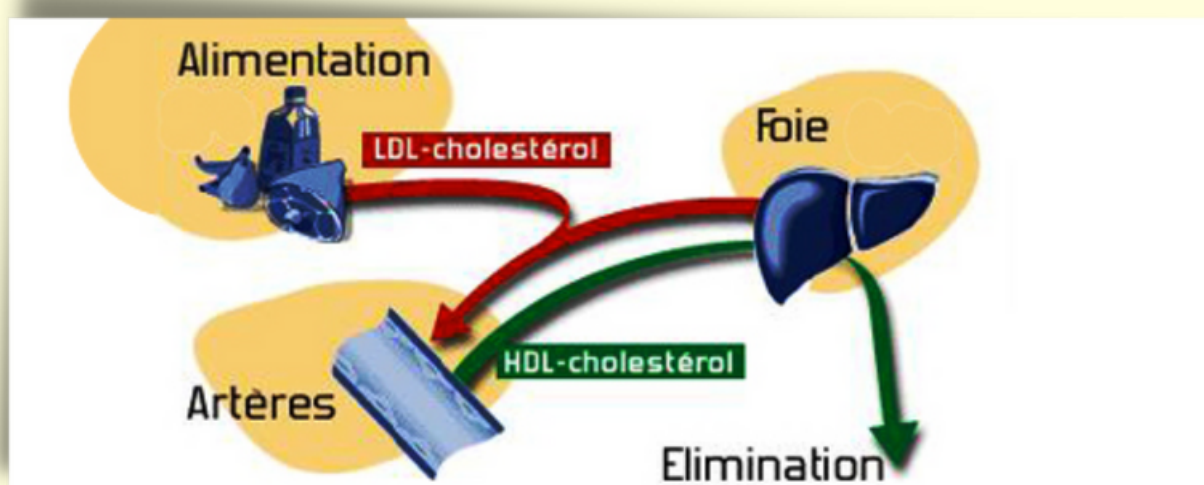 Alimentation
Foie
LDL-cholestérol
HDL-cholestérol
Artères
Elimination